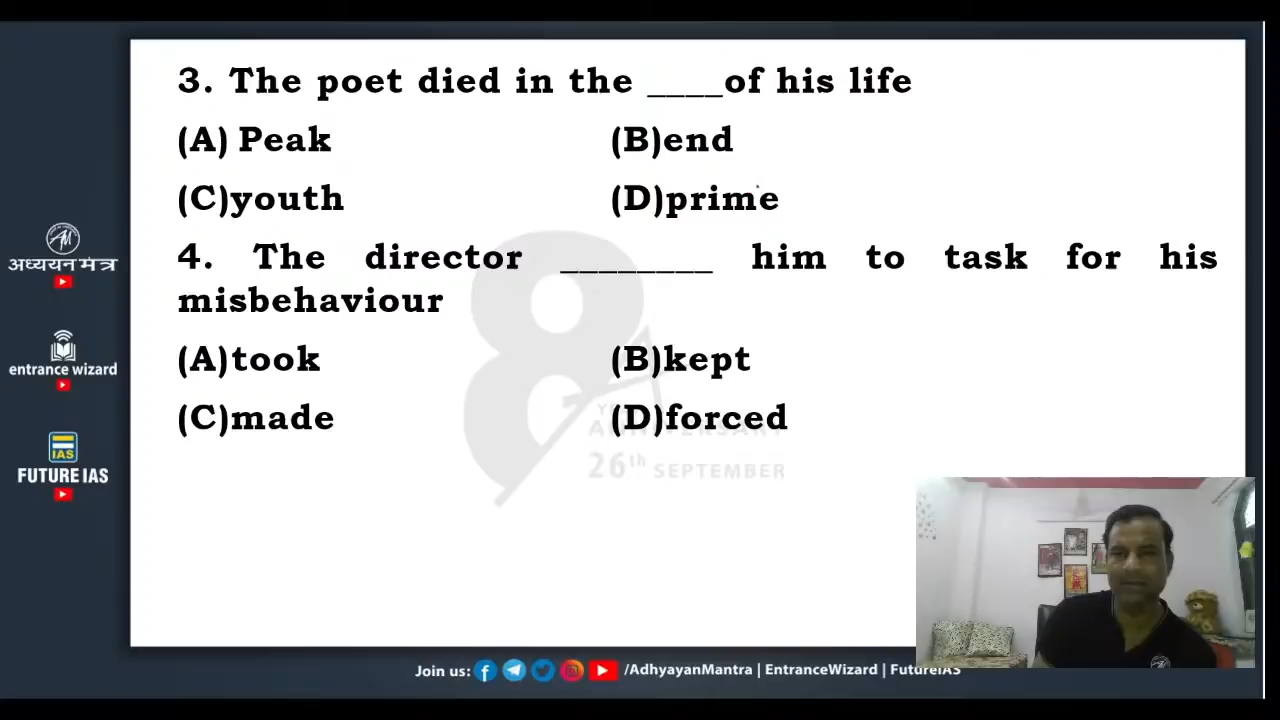 3. The poet died in the ____of his life
(A) Peak (B)end
(C)youth (D)prime
4. The director ________ him to task for his
misbehaviour
(A)took (B)kept
(C)made (D)forced
अध्ययन मंत्र
entrance wizard
IAS
FUTURE IAS
26th SEPTEMBER
Join us: /AdhyayanMantra | EntranceWizard | FutureIAS